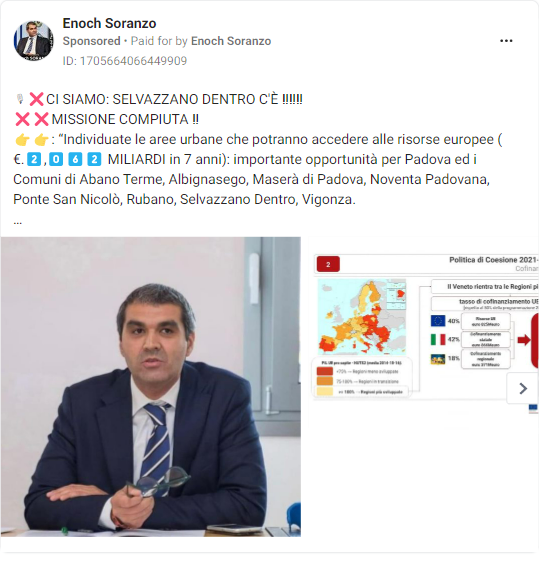 Enoch Soranzo
Sponsored • Paid for by Enoch Soranzo
ID: 1705664066449909
🎙️❌CI SIAMO: SELVAZZANO DENTRO C'È ‼️‼️‼️
❌❌MISSIONE COMPIUTA ‼️
👉👉: “Individuate le aree urbane che potranno accedere alle risorse europee (
€. 2️⃣,0️⃣6️⃣2️⃣ MILIARDI in 7 anni): importante opportunità per Padova ed i
Comuni di Abano Terme, Albignasego, Maserà di Padova, Noventa Padovana,
Ponte San Nicolò, Rubano, Selvazzano Dentro, Vigonza.
...
2
Politica di Coesione 2021-
Cofinan
Il Veneto rientra tra le Regioni pi
tasso di cofinanziamento UE
40%
Risorse UE
42%
Cofinanziamento
statale
18%
Cofinanziamento
regionale
<75% → Regioni meno sviluppate
75-100% → Regioni in transizione
>= 100% → Regioni più sviluppate